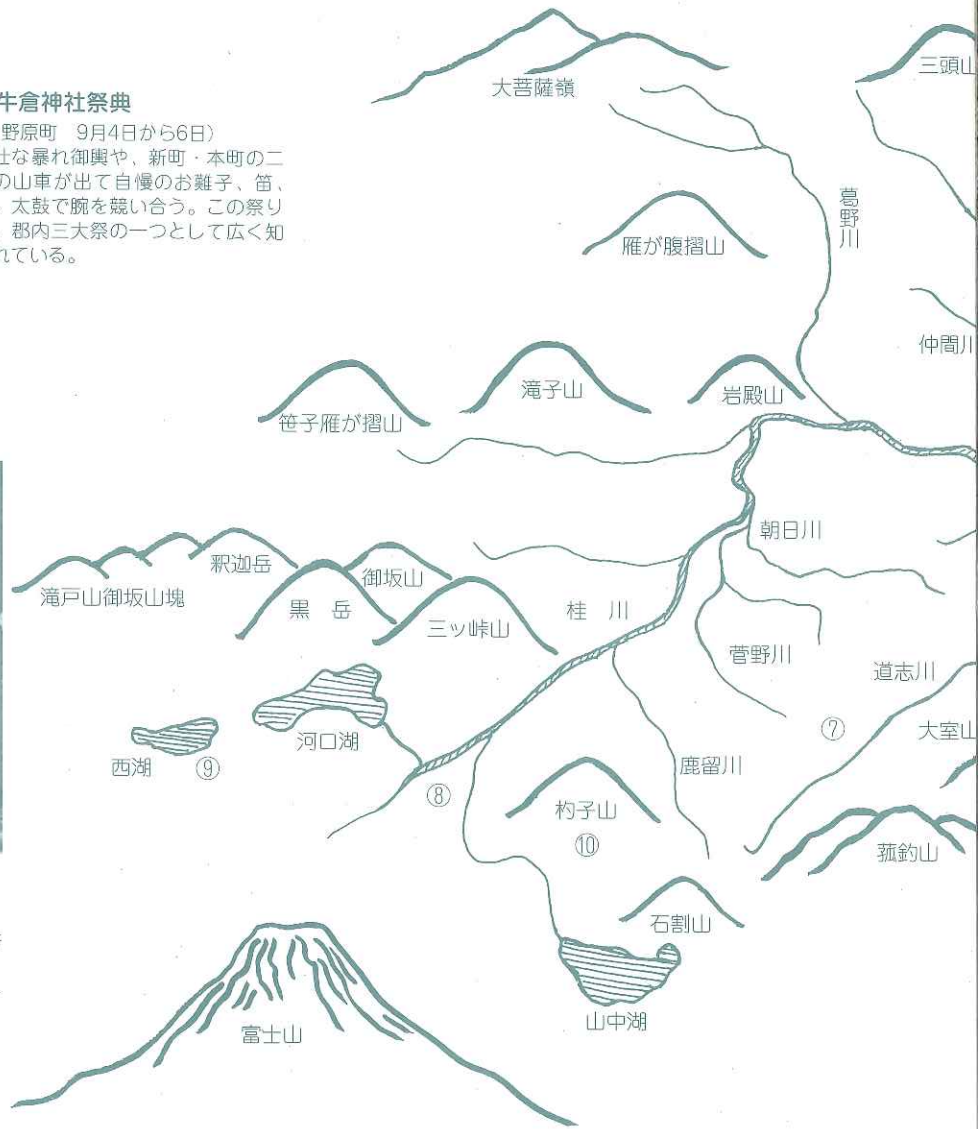 牛倉神社祭典
野原町 9月4日から6日)
壮な暴れ御輿や、新町・本町の二
の山車が出て自慢のお囃子、笛、
太鼓で腕を競い合う。この祭り
郡内三大祭の一つとして広く知
れている。
大菩薩嶺
三頭山
葛野川
雁が腹摺山
仲間川
笹子雁が摺山
滝子山
岩殿山
朝日川
滝戸山御坂山塊
釈迦岳
黒岳
御坂山
三ッ峠山
桂川
菅野川
道志川
⑦
大室山
西湖
⑨
河口湖
⑧
鹿留川
杓子山
⑩
菰釣山
石割山
山中湖
富士山